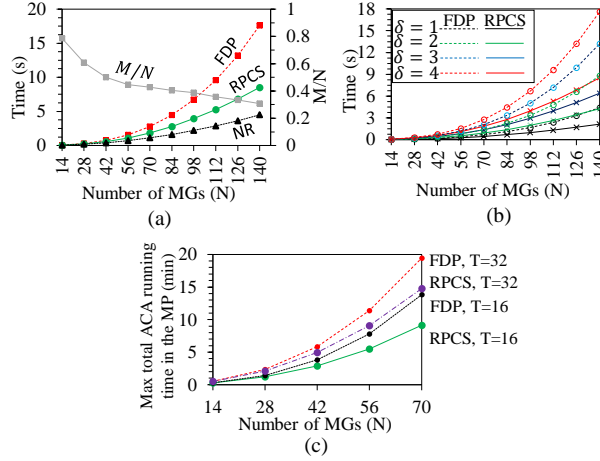 20
15
10
5
0
Time (s)
1
0.8
0.6
0.4
0.2
0
M/N
M/N
FDP
RPCS
NR
14 28 42 56 70 84 98 112 126 140
Number of MGs (N)
(a)
18
15
12
9
6
3
0
Time (s)
FDP RPCS
δ = 1
δ = 2
δ = 3
δ = 4
14 28 42 56 70 84 98 112 126 140
Number of MGs (N)
(b)
Max total ACA running
time in the MP (min)
20
15
10
5
0
FDP, T=32
RPCS, T=32
FDP, T=16
RPCS, T=16
14 28 42 56 70
Number of MGs (N)
(c)